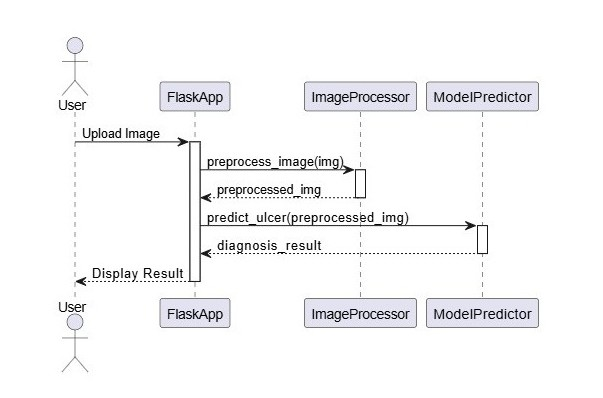 User
FlaskApp
ImageProcessor
ModelPredictor
Upload Image
preprocess_image(img)
preprocessed_img
predict_ulcer(preprocessed_img)
diagnosis_result
Display Result
User
FlaskApp
ImageProcessor
ModelPredictor